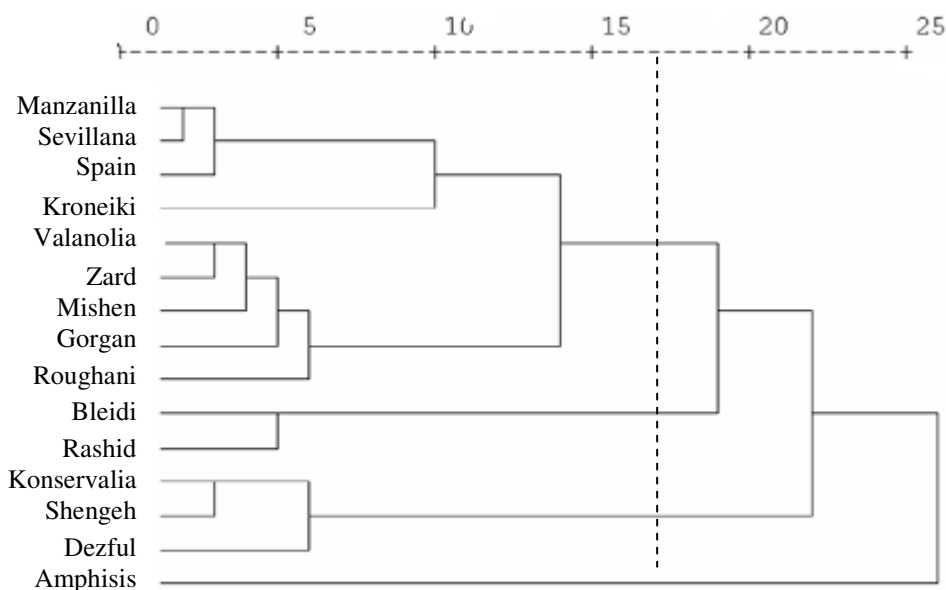 0 5 10 15 20 25
Manzanilla
Sevillana
Spain
Kroneiki
Valanolia
Zard
Mishen
Gorgan
Roughani
Bleidi
Rashid
Konservalia
Shengeh
Dezful
Amphisis